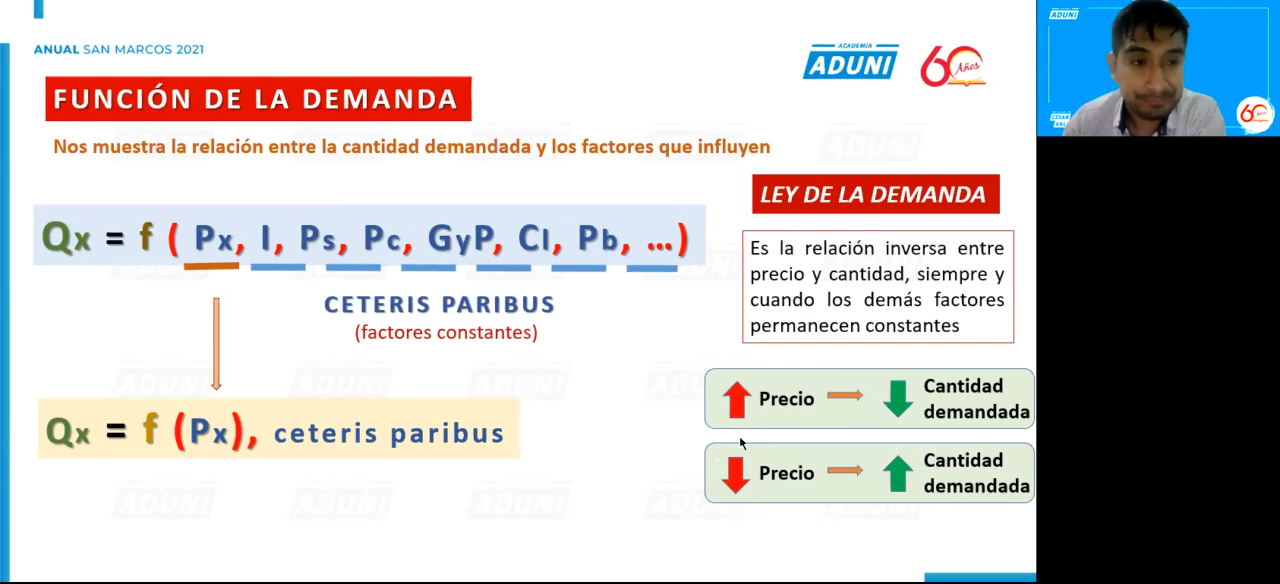 ANUAL SAN MARCOS 2021
ACADEMIA
ADUNI
60 Años
FUNCIÓN DE LA DEMANDA
Nos muestra la relación entre la cantidad demandada y los factores que influyen
Qx = f ( Px, I, Ps, Pc, GyP, Cl, Pb, ...)
CETERIS PARIBUS
(factores constantes)
Qx = f (Px), ceteris paribus
LEY DE LA DEMANDA
Es la relación inversa entre
precio y cantidad, siempre y
cuando los demás factores
permanecen constantes
Precio
Cantidad
demandada
Precio
Cantidad
demandada
ADUNI
60